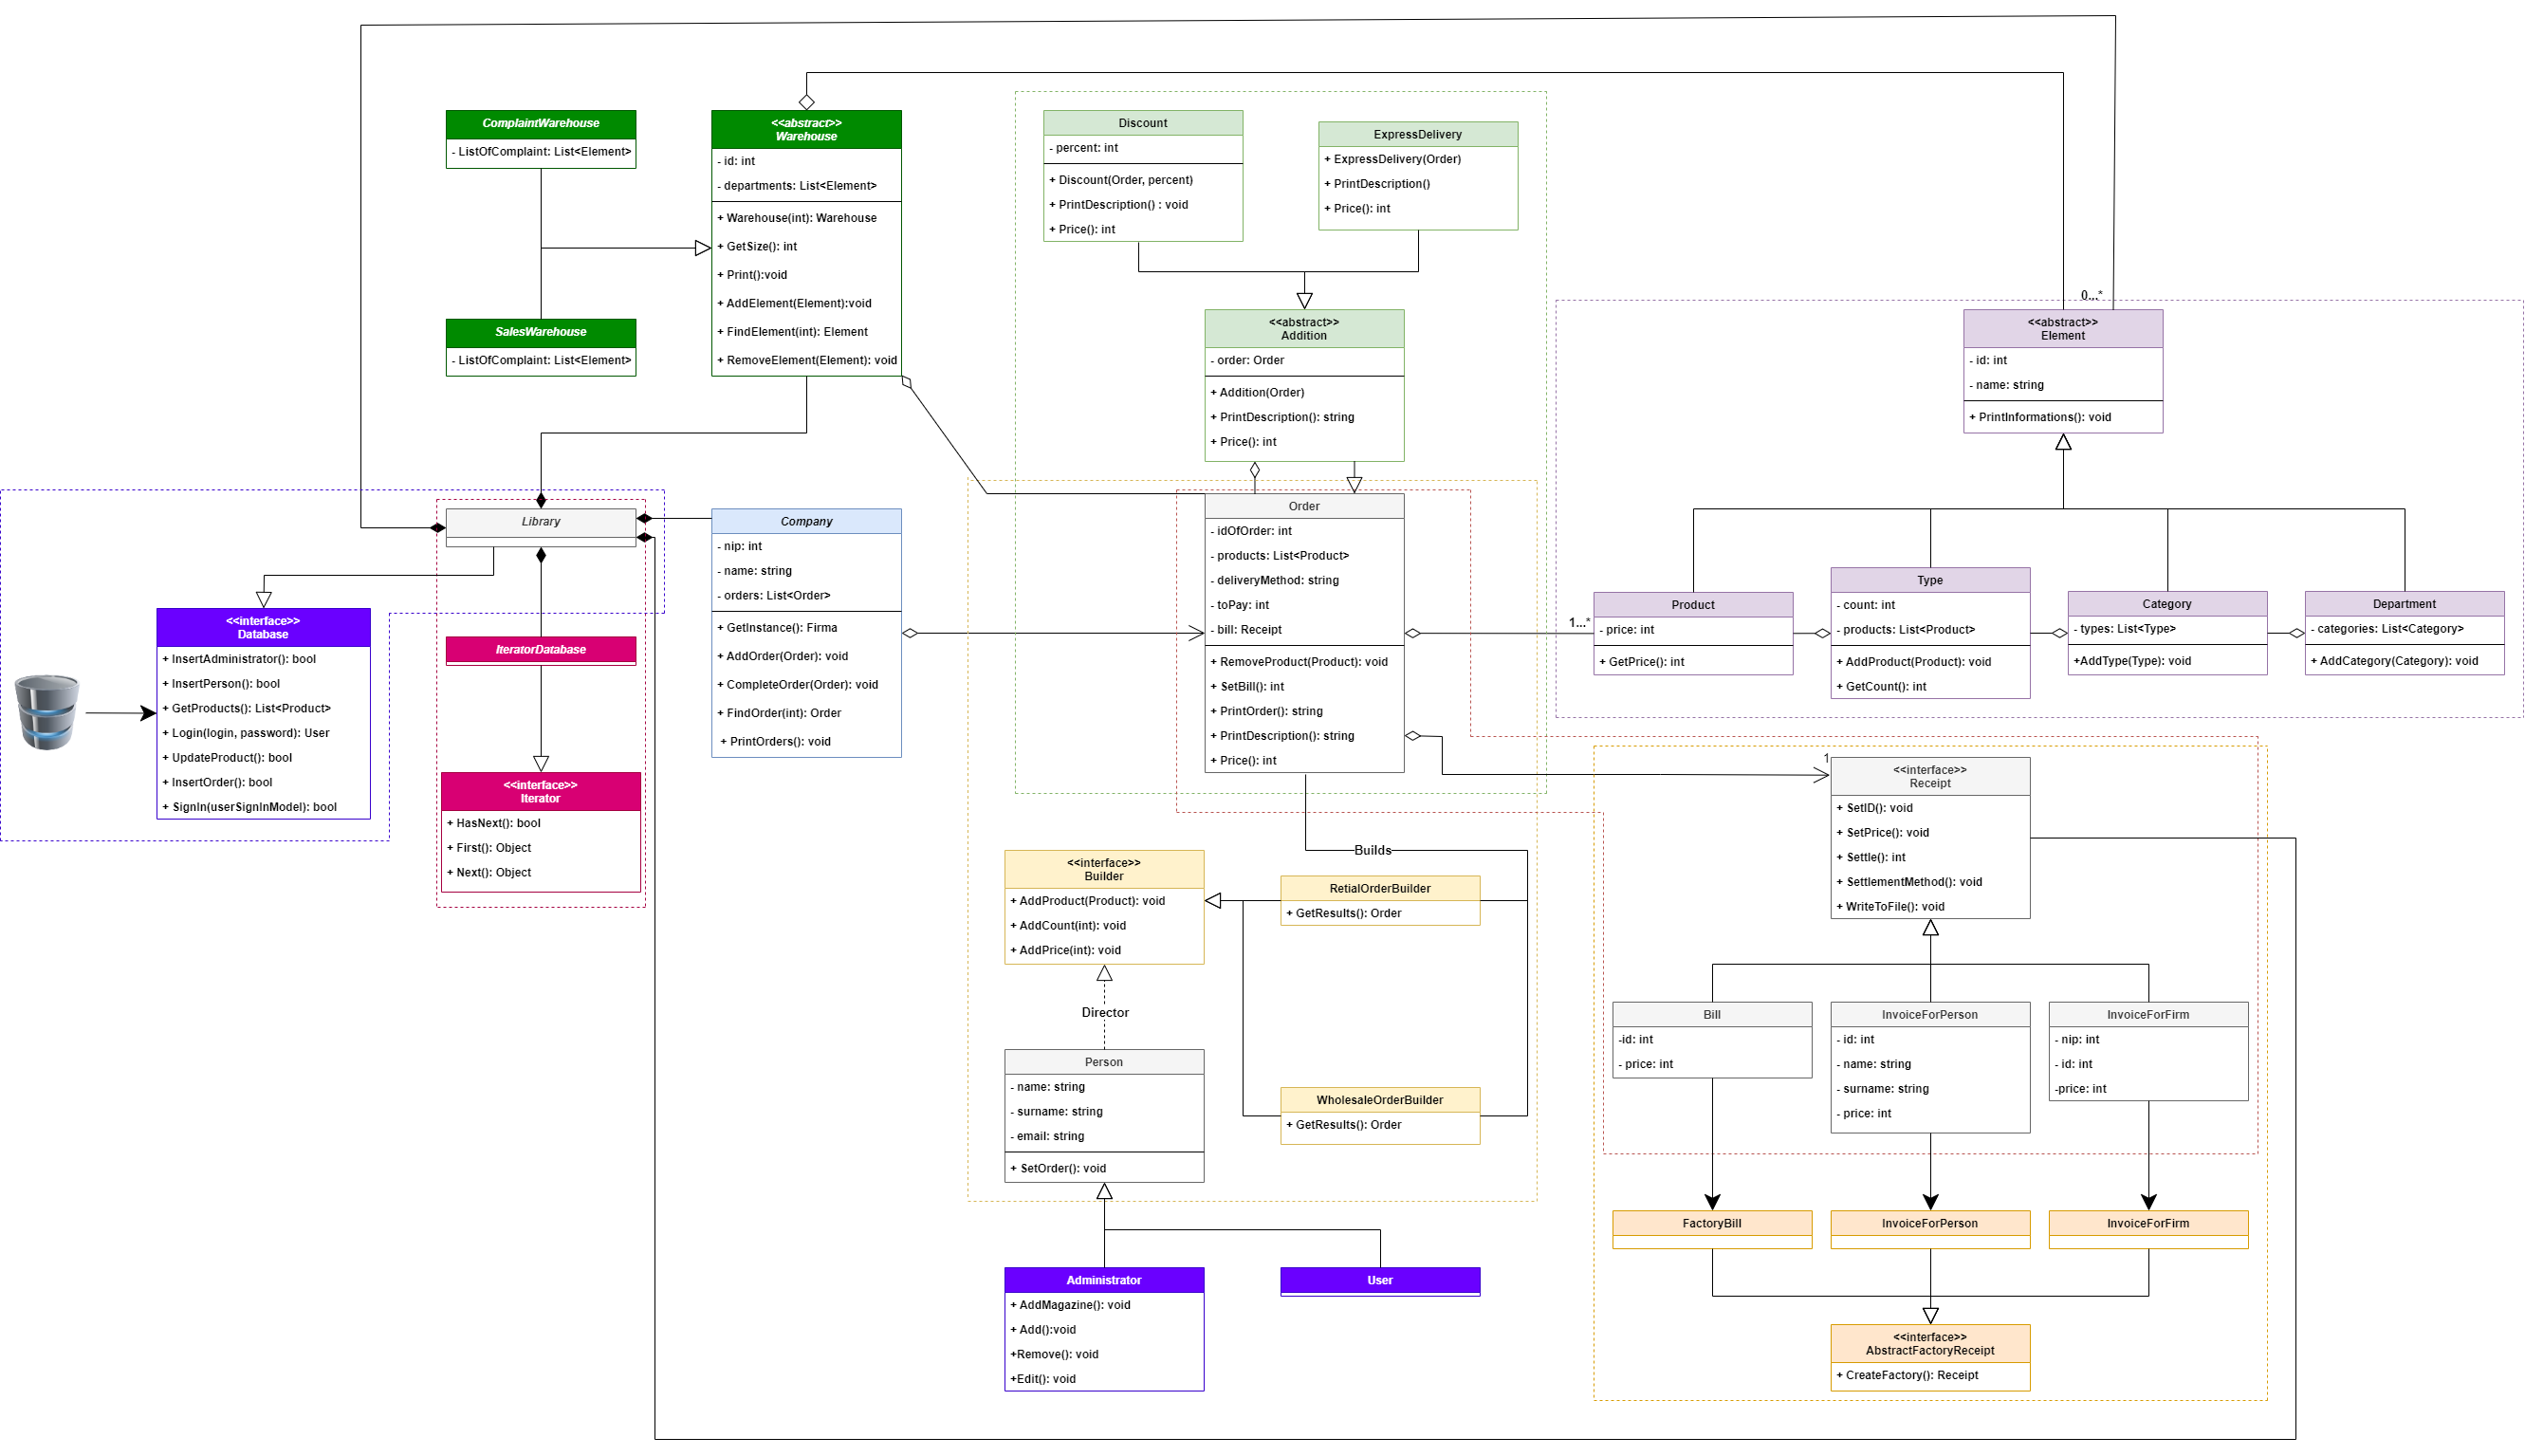 ComplaintWarehouse
- ListOfComplaint: List<Element>
SalesWarehouse
- ListOfComplaint: List<Element>
<<abstract>>
Warehouse
- id: int
- departments: List<Element>
+ Warehouse(int): Warehouse
+ GetSize(): int
+ Print():void
+ AddElement(Element):void
+ FindElement(int): Element
+ RemoveElement(Element): void
Discount
- percent: int
+ Discount(Order, percent)
+ PrintDescription() : void
+ Price(): int
ExpressDelivery
+ ExpressDelivery(Order)
+ PrintDescription()
+ Price(): int
<<abstract>>
Addition
- order: Order
+ Addition(Order)
+ PrintDescription(): string
+ Price(): int
0...*
<<abstract>>
Element
- id: int
- name: string
+ PrintInformations(): void
Library
Company
- nip: int
- name: string
- orders: List<Order>
+ GetInstance(): Firma
+ AddOrder(Order): void
+ CompleteOrder(Order): void
+ FindOrder(int): Order
+ PrintOrders(): void
Order
- idOfOrder: int
- products: List<Product>
- deliveryMethod: string
- toPay: int
- bill: Receipt
+ RemoveProduct(Product): void
+ SetBill(): int
+ PrintOrder(): string
+ PrintDescription(): string
+ Price(): int
1...*
Product
- price: int
+ GetPrice(): int
Type
- count: int
- products: List<Product>
+ AddProduct(Product): void
+ GetCount(): int
Category
- types: List<Type>
+AddType(Type): void
Department
- categories: List<Category>
+ AddCategory(Category): void
<<interface>>
Database
+ InsertAdministrator(): bool
+ InsertPerson(): bool
+ GetProducts(): List<Product>
+ Login(login, password): User
+ UpdateProduct(): bool
+ InsertOrder(): bool
+ SignIn(userSignInModel): bool
IteratorDatabase
<<interface>>
Iterator
+ HasNext(): bool
+ First(): Object
+ Next(): Object
1
<<interface>>
Receipt
+ SetID(): void
+ SetPrice(): void
+ Settle(): int
+ SettlementMethod(): void
+ WriteToFile(): void
Builds
<<interface>>
Builder
+ AddProduct(Product): void
+ AddCount(int): void
+ AddPrice(int): void
RetialOrderBuilder
+ GetResults(): Order
Director
Person
- name: string
- surname: string
- email: string
+ SetOrder(): void
WholesaleOrderBuilder
+ GetResults(): Order
Bill
-id: int
- price: int
InvoiceForPerson
- id: int
- name: string
- surname: string
- price: int
InvoiceForFirm
- nip: int
- id: int
-price: int
FactoryBill
InvoiceForPerson
InvoiceForFirm
Administrator
+ AddMagazine(): void
+ Add():void
+Remove(): void
+Edit(): void
User
<<interface>>
AbstractFactoryReceipt
+ CreateFactory(): Receipt